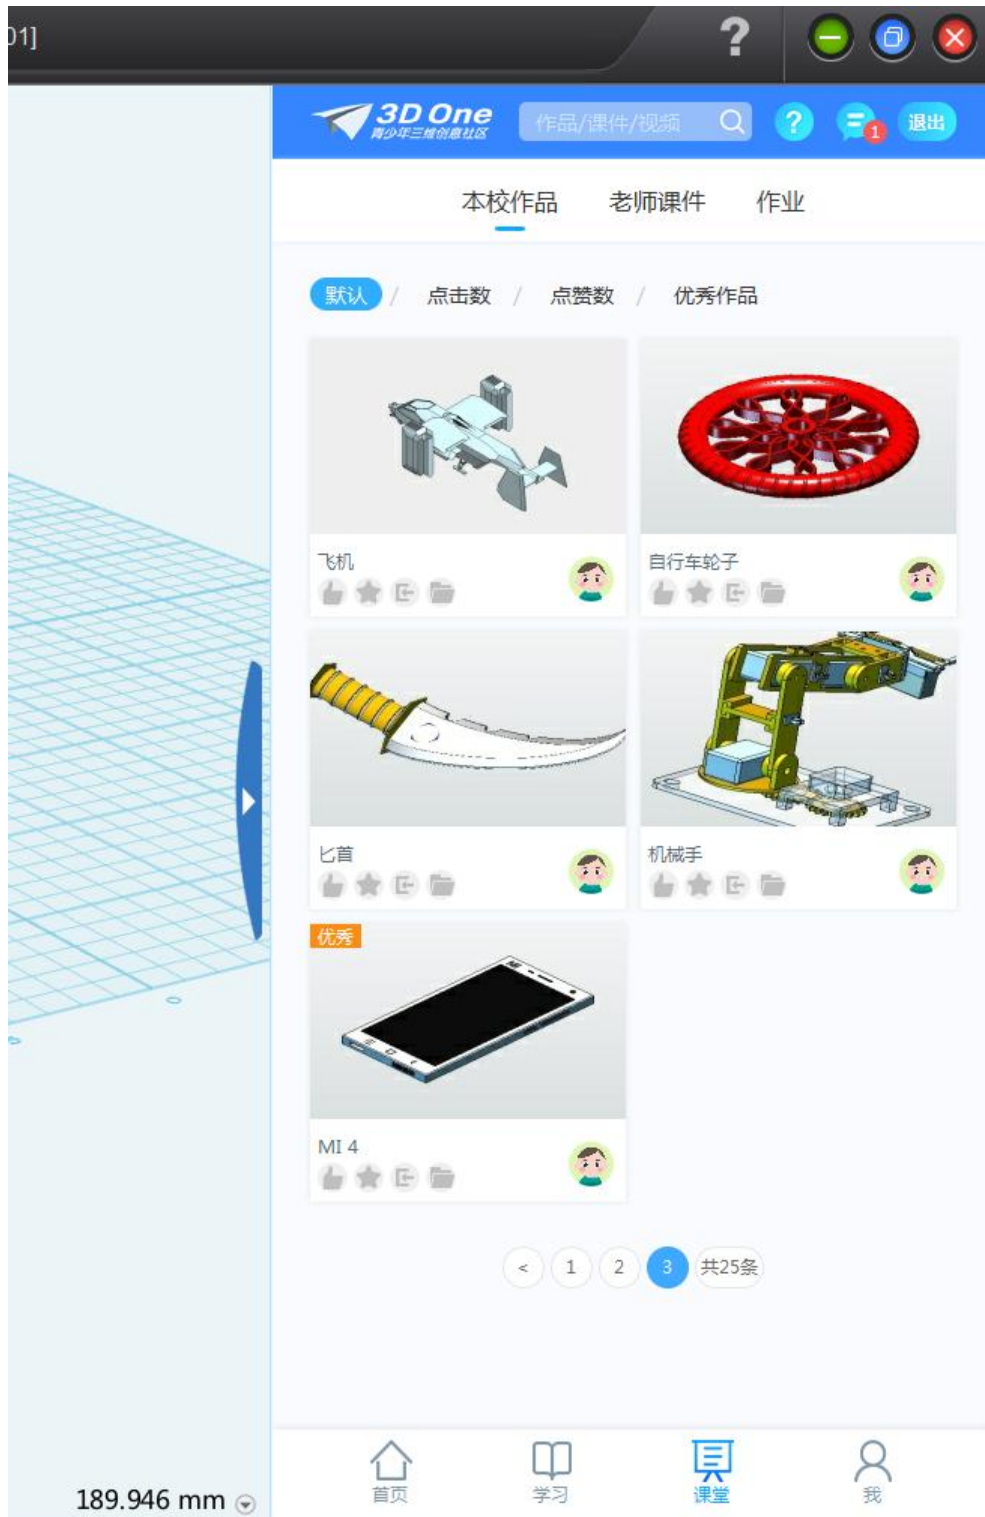 01]
?
3D One
青少年三维创意社区
作品/课件/视频
?
1
退出
本校作品 老师课件 作业
默认 / 点击数 / 点赞数 / 优秀作品
飞机
自行车轮子
匕首
机械手
优秀
MI 4
< 1 2 3 共25条
首页 学习 课堂 我
189.946 mm